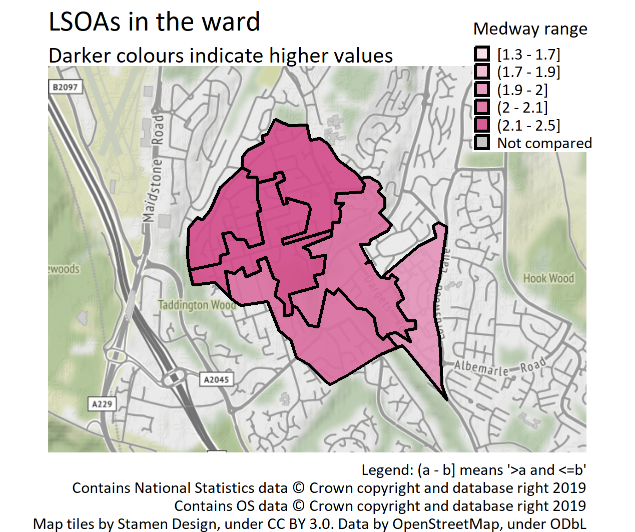 LSOAs in the ward
Darker colours indicate higher values
Medway range
[1.3 - 1.7]
(1.7 - 1.9]
(1.9 - 2]
(2 - 2.1]
(2.1 - 2.5]
Not compared
B2097
Maidstone Road
ewoods
Taddington Wood
Hook Wood
Lane
Albemarle Road
A2045
A229
Legend: (a - b] means '>a and <=b'
Contains National Statistics data © Crown copyright and database right 2019
Contains OS data © Crown copyright and database right 2019
Map tiles by Stamen Design, under CC BY 3.0. Data by OpenStreetMap, under ODbL